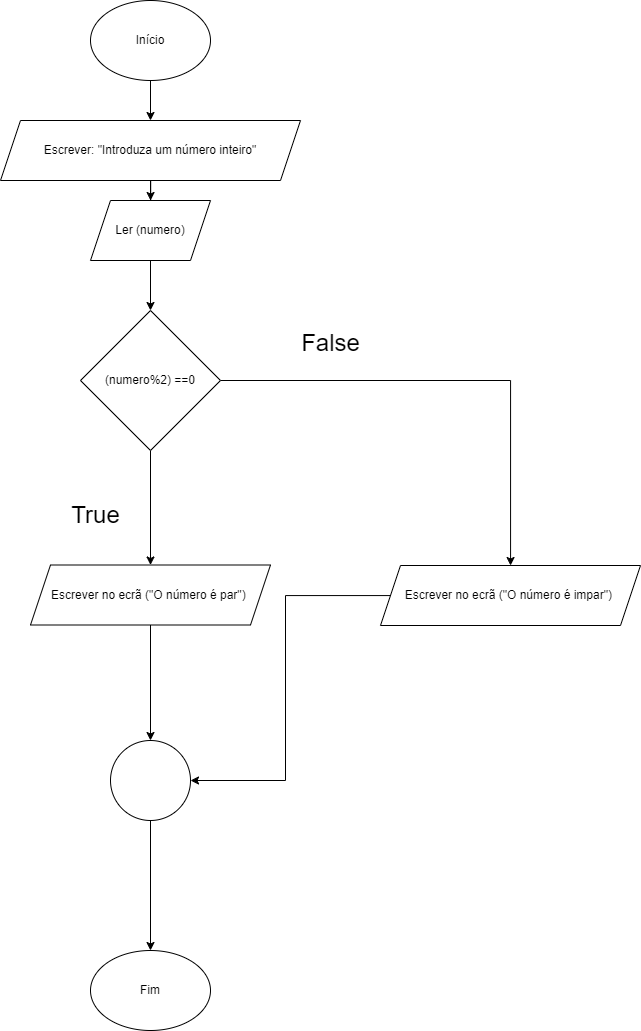 Início
Escrever: "Introduza um número inteiro"
Ler (numero)
(numero%2) ==0
False
True
Escrever no ecrã ("O número é par")
Escrever no ecrã ("O número é impar")
Fim